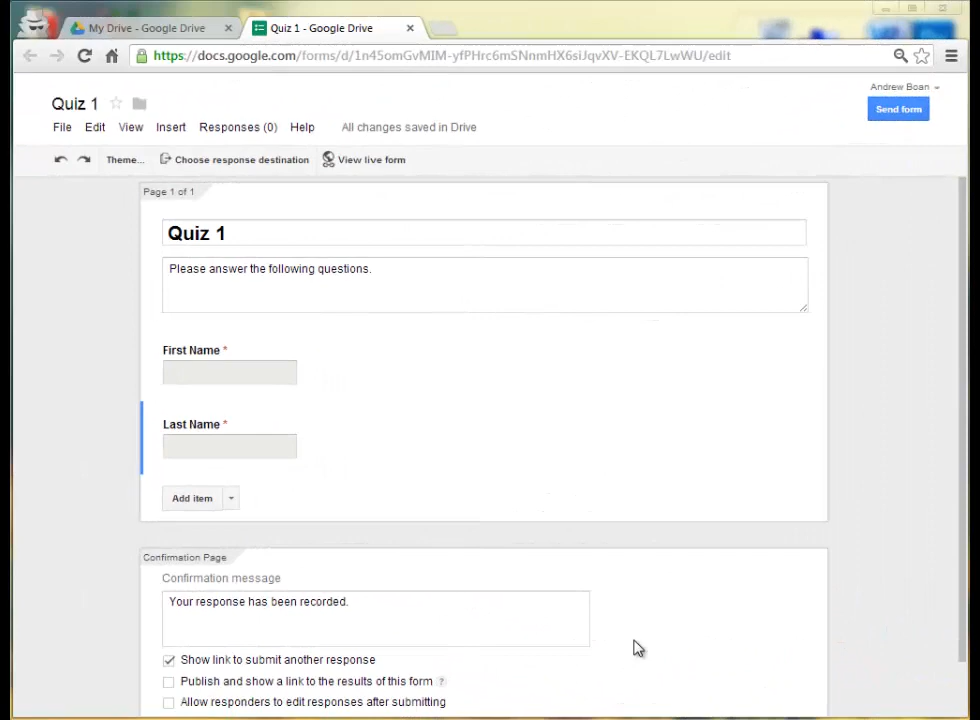 My Drive - Google Drive
Quiz 1 - Google Drive
https://docs.google.com/forms/d/1n45omGvMIM-yfPHrc6mSNnmHX6siJqvXV-EKQL7LwWU/edit
Quiz 1
Andrew Boan
Send form
File Edit View Insert Responses (0) Help All changes saved in Drive
Theme... Choose response destination View live form
Page 1 of 1
Quiz 1
Please answer the following questions.
First Name *
Last Name *
Add item
Confirmation Page
Confirmation message
Your response has been recorded.
Show link to submit another response
Publish and show a link to the results of this form ?
Allow responders to edit responses after submitting